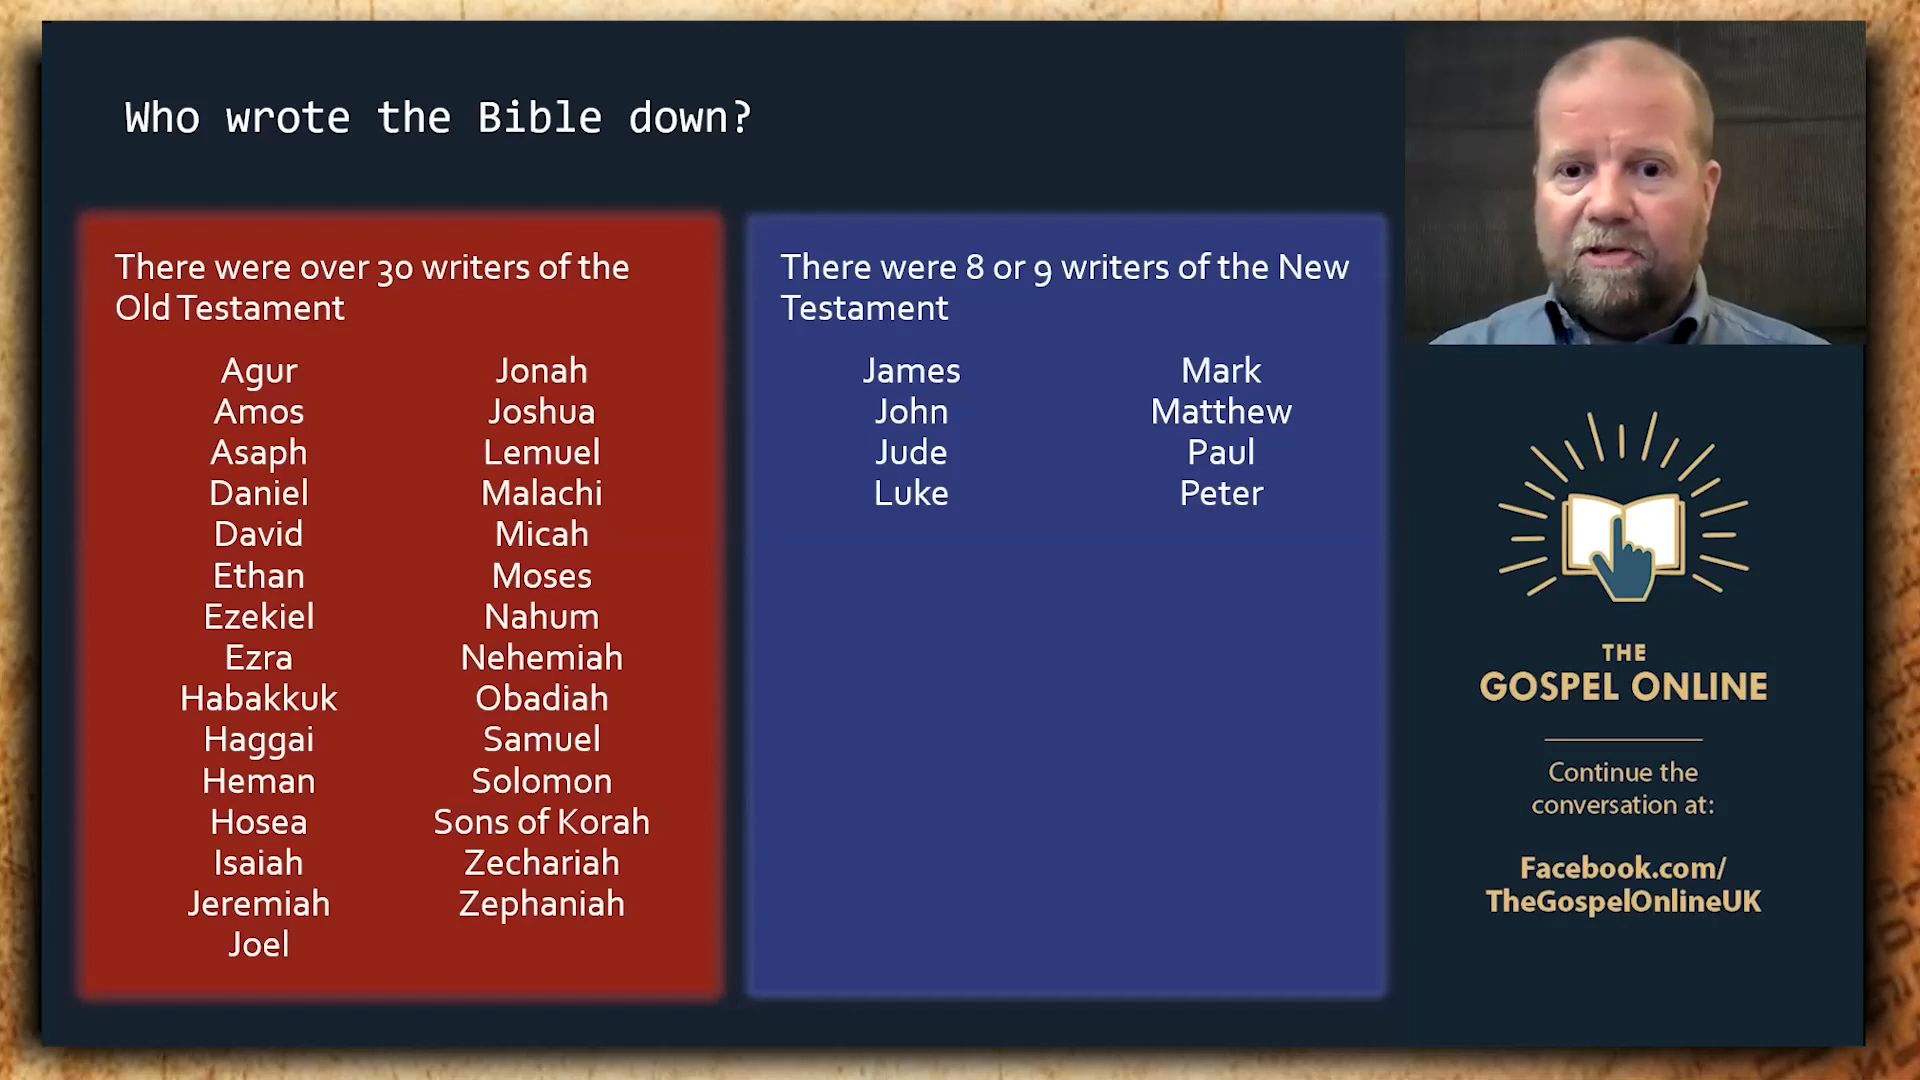 Who wrote the Bible down?
There were over 30 writers of the
Old Testament
Agur
Amos
Asaph
Daniel
David
Ethan
Ezekiel
Ezra
Habakkuk
Haggai
Heman
Hosea
Isaiah
Jeremiah
Joel
Jonah
Joshua
Lemuel
Malachi
Micah
Moses
Nahum
Nehemiah
Obadiah
Samuel
Solomon
Sons of Korah
Zechariah
Zephaniah
There were 8 or 9 writers of the New
Testament
James
John
Jude
Luke
Mark
Matthew
Paul
Peter
THE
GOSPEL ONLINE
Continue the
conversation at:
Facebook.com/
TheGospelOnlineUK